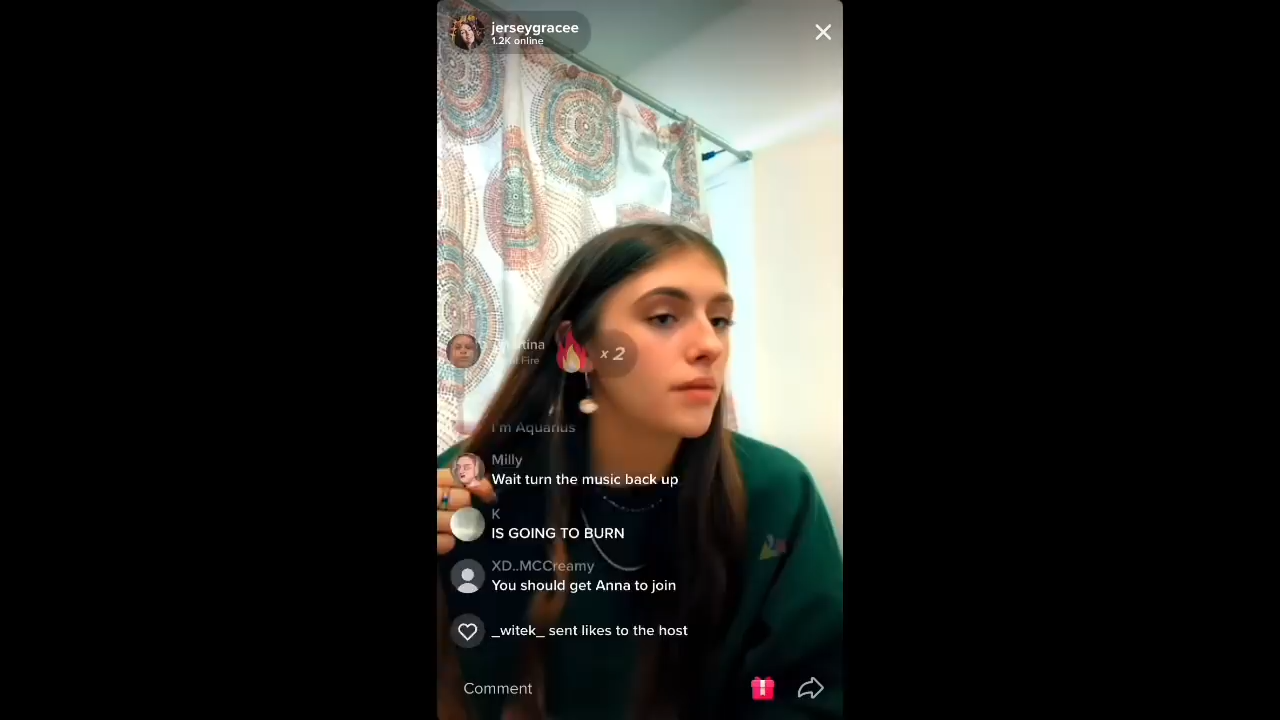 jerseygracee
1.2K online
x 2
I'm Aquarius
Milly
Wait turn the music back up
K
IS GOING TO BURN
XD..MCCreamy
You should get Anna to join
_witek_ sent likes to the host
Comment